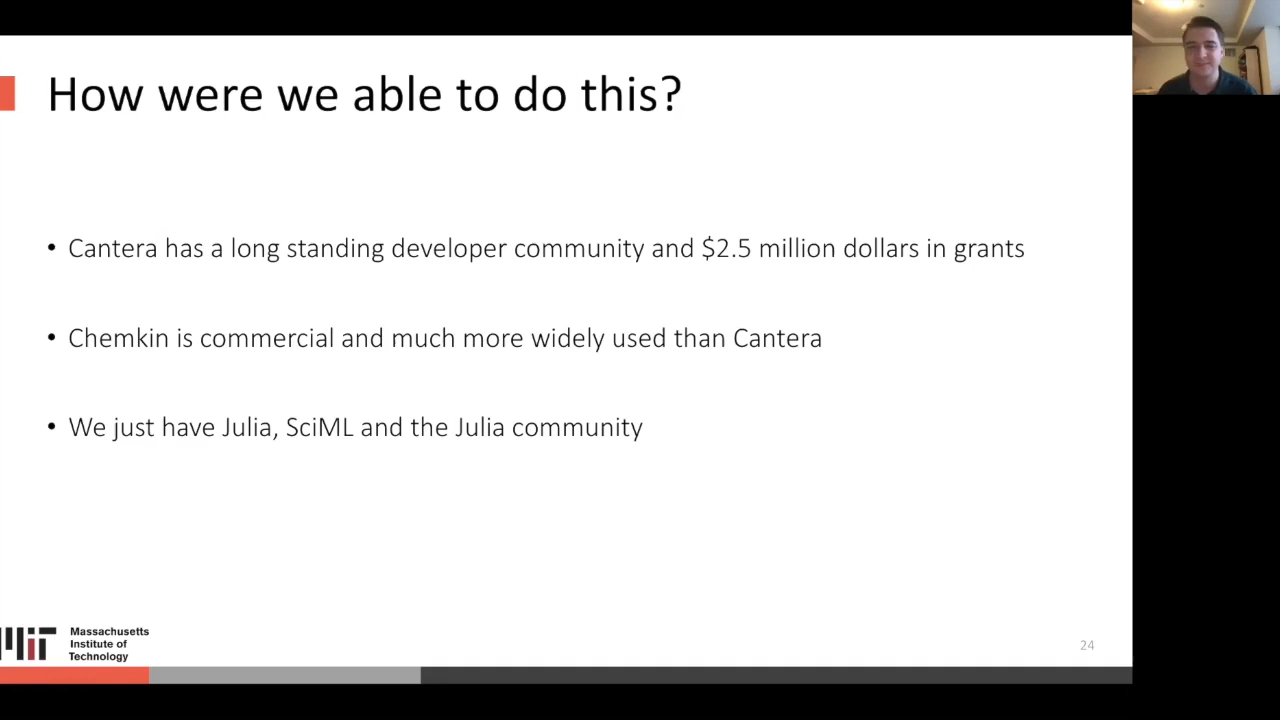 How were we able to do this?
• Cantera has a long standing developer community and $2.5 million dollars in grants
• Chemkin is commercial and much more widely used than Cantera
• We just have Julia, SciML and the Julia community
MIT
Massachusetts
Institute of
Technology
24